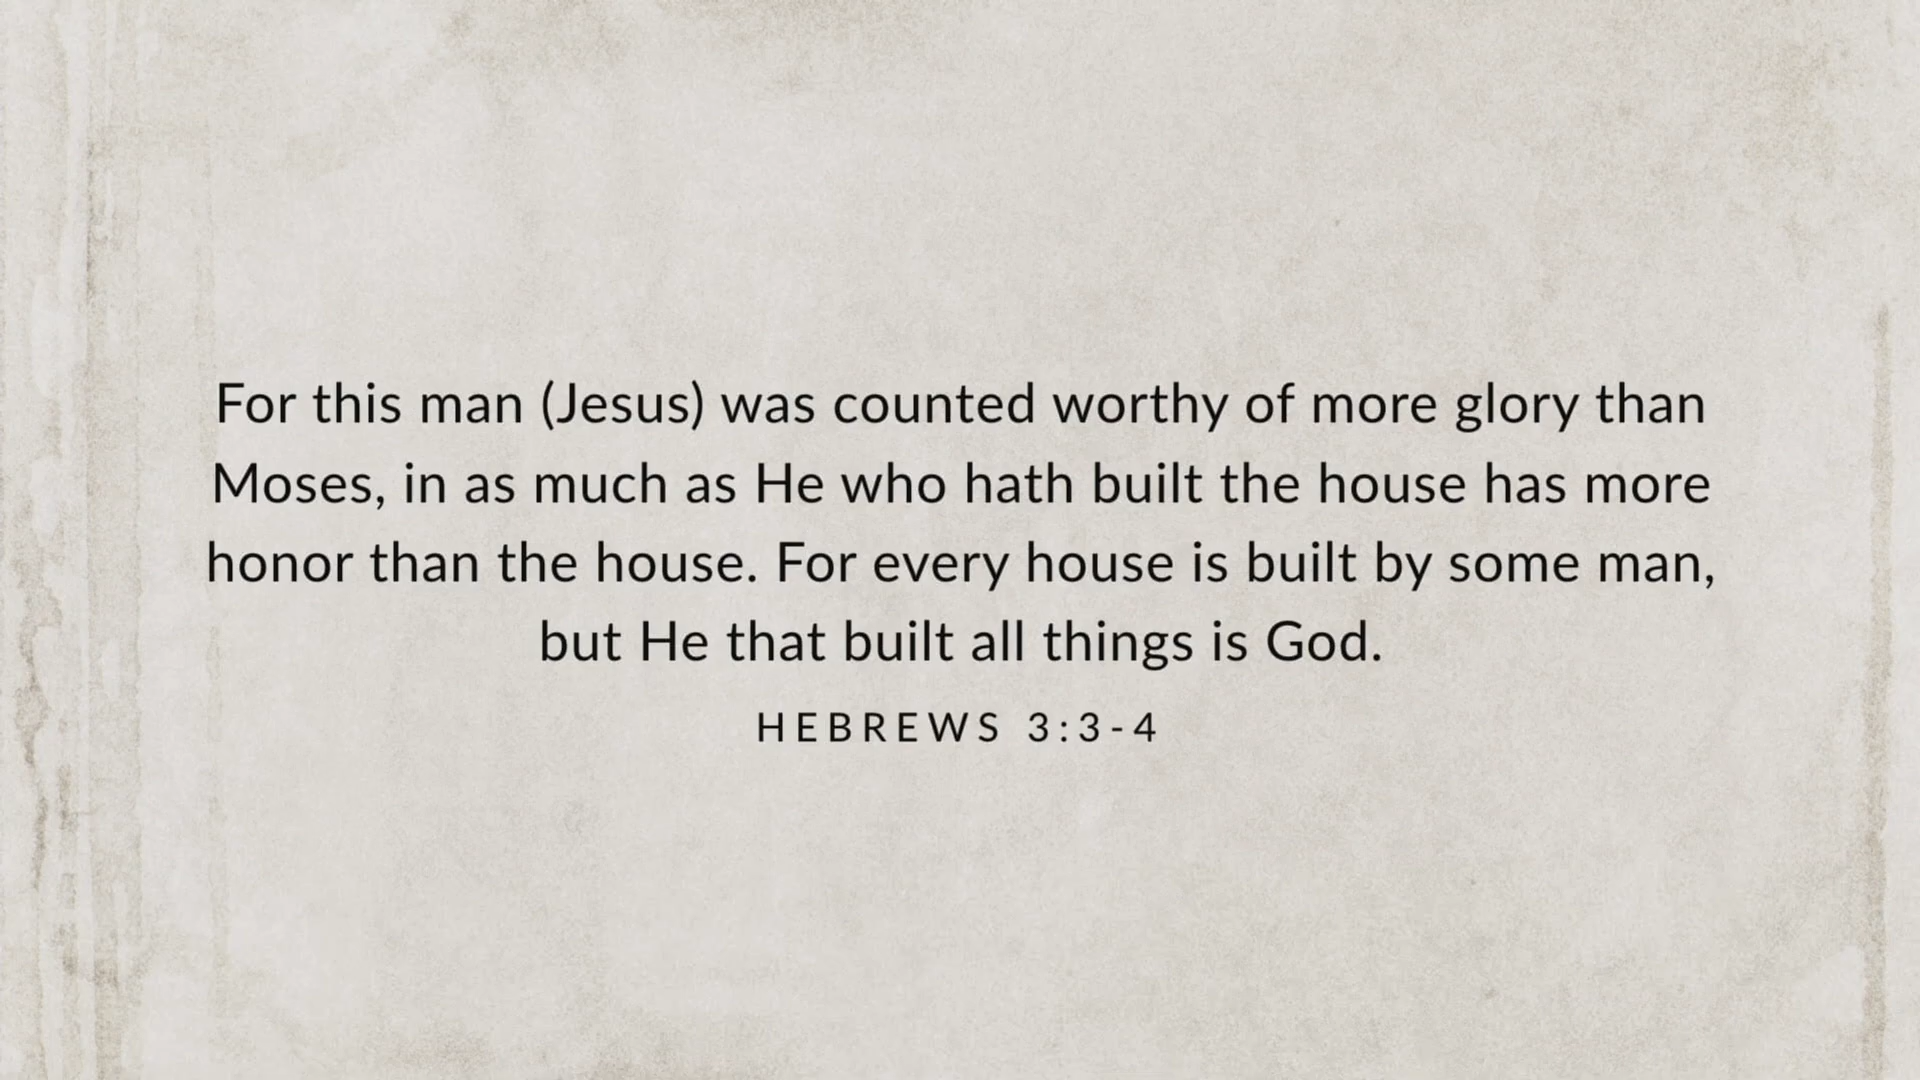 For this man (Jesus) was counted worthy of more glory than
Moses, in as much as He who hath built the house has more
honor than the house. For every house is built by some man,
but He that built all things is God.
HEBREWS 3:3-4